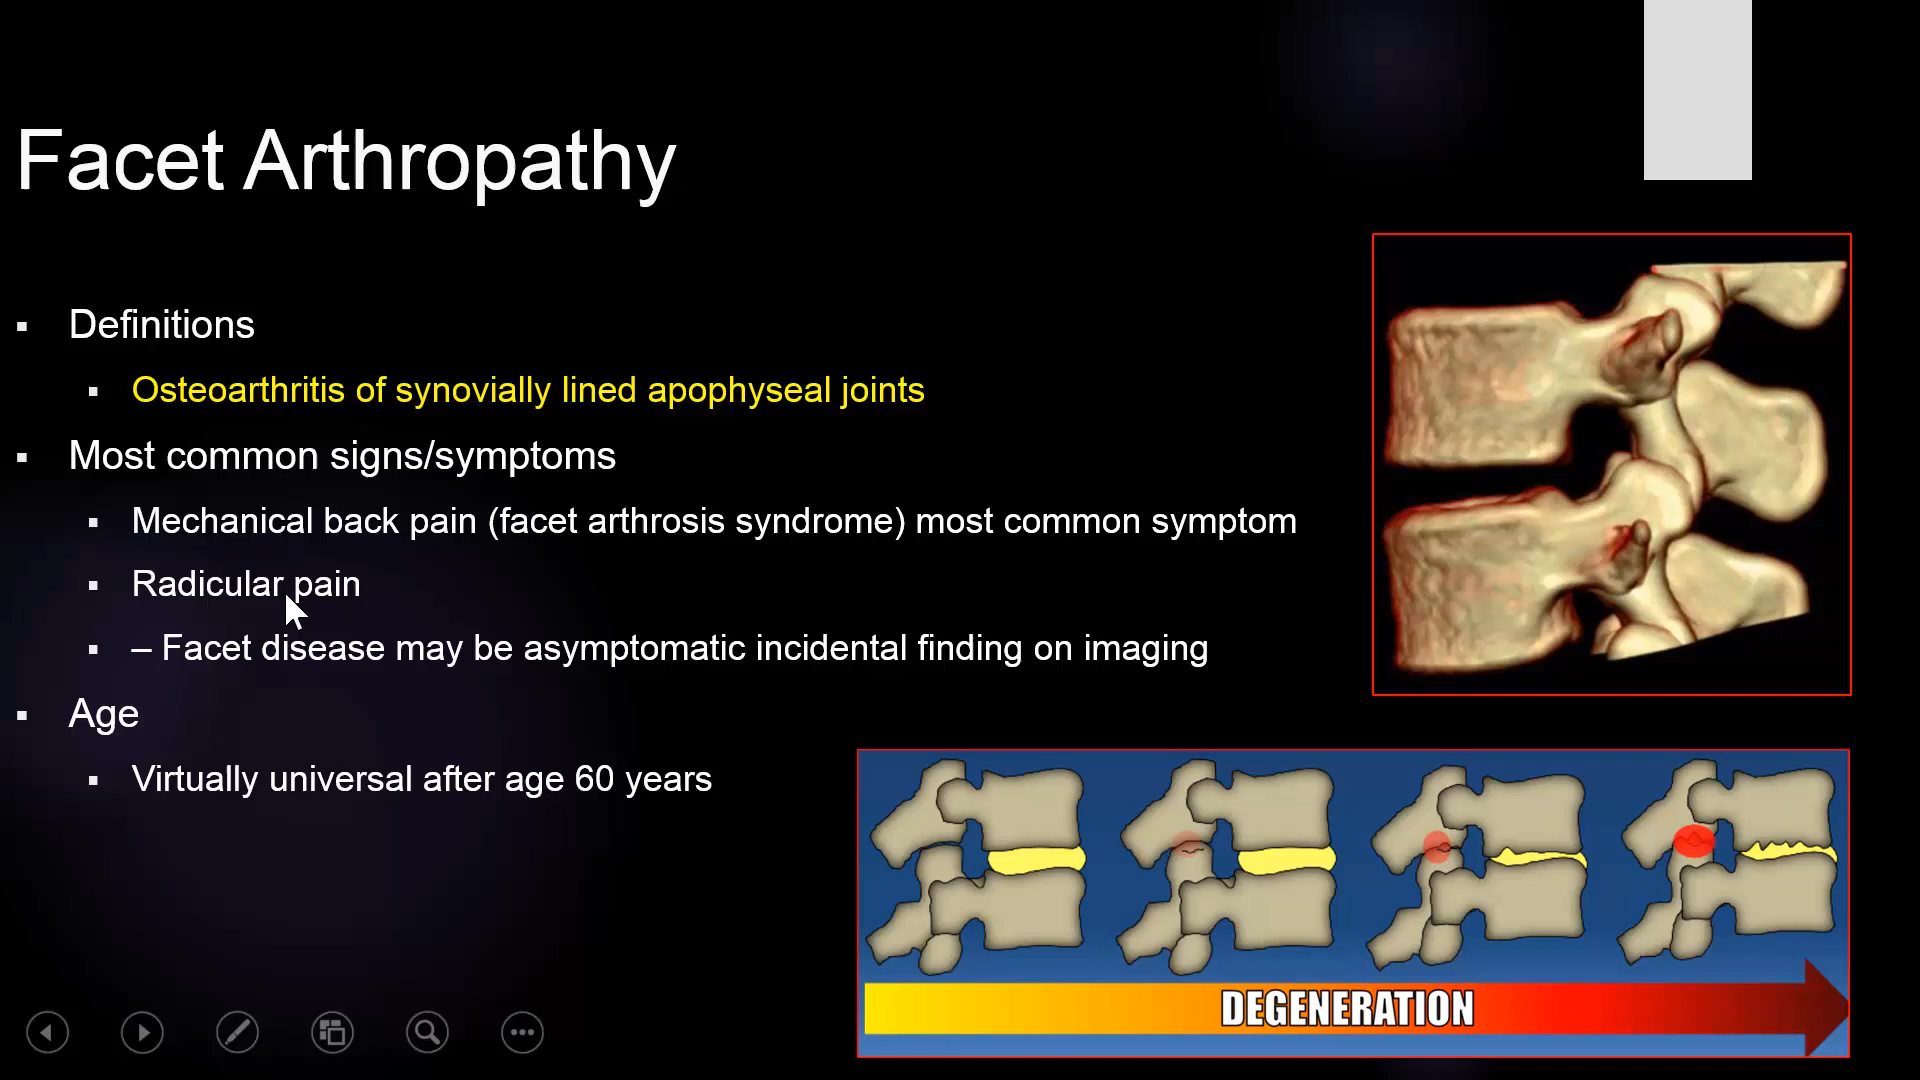 Facet Arthropathy
▪ Definitions
▪ Osteoarthritis of synovially lined apophyseal joints
▪ Most common signs/symptoms
▪ Mechanical back pain (facet arthrosis syndrome) most common symptom
▪ Radicular pain
▪ – Facet disease may be asymptomatic incidental finding on imaging
▪ Age
▪ Virtually universal after age 60 years
DEGENERATION